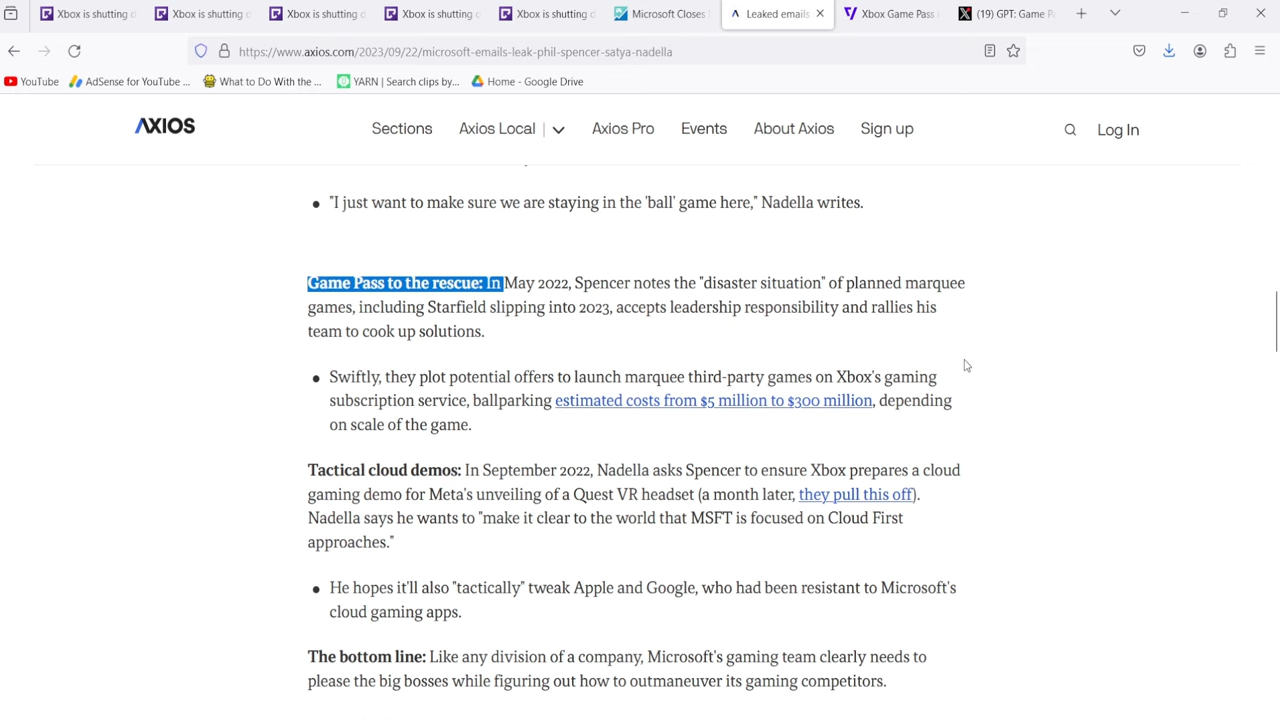 Xbox is shutting d
Xbox is shutting d
Xbox is shutting d
Xbox is shutting d
Xbox is shutting d
Microsoft Closes
Leaked emails
Xbox Game Pass
(19) GPT: Game Pa
https://www.axios.com/2023/09/22/microsoft-emails-leak-phil-spencer-satya-nadella
YouTube
AdSense for YouTube ...
What to Do With the ...
YARN | Search clips by...
Home - Google Drive
AXIOS
Sections
Axios Local
Axios Pro
Events
About Axios
Sign up
Log In
"I just want to make sure we are staying in the 'ball' game here," Nadella writes.
Game Pass to the rescue: In May 2022, Spencer notes the "disaster situation" of planned marquee
games, including Starfield slipping into 2023, accepts leadership responsibility and rallies his
team to cook up solutions.
Swiftly, they plot potential offers to launch marquee third-party games on Xbox's gaming
subscription service, ballparking estimated costs from $5 million to $300 million, depending
on scale of the game.
Tactical cloud demos: In September 2022, Nadella asks Spencer to ensure Xbox prepares a cloud
gaming demo for Meta's unveiling of a Quest VR headset (a month later, they pull this off).
Nadella says he wants to "make it clear to the world that MSFT is focused on Cloud First
approaches."
He hopes it'll also "tactically" tweak Apple and Google, who had been resistant to Microsoft's
cloud gaming apps.
The bottom line: Like any division of a company, Microsoft's gaming team clearly needs to
please the big bosses while figuring out how to outmaneuver its gaming competitors.